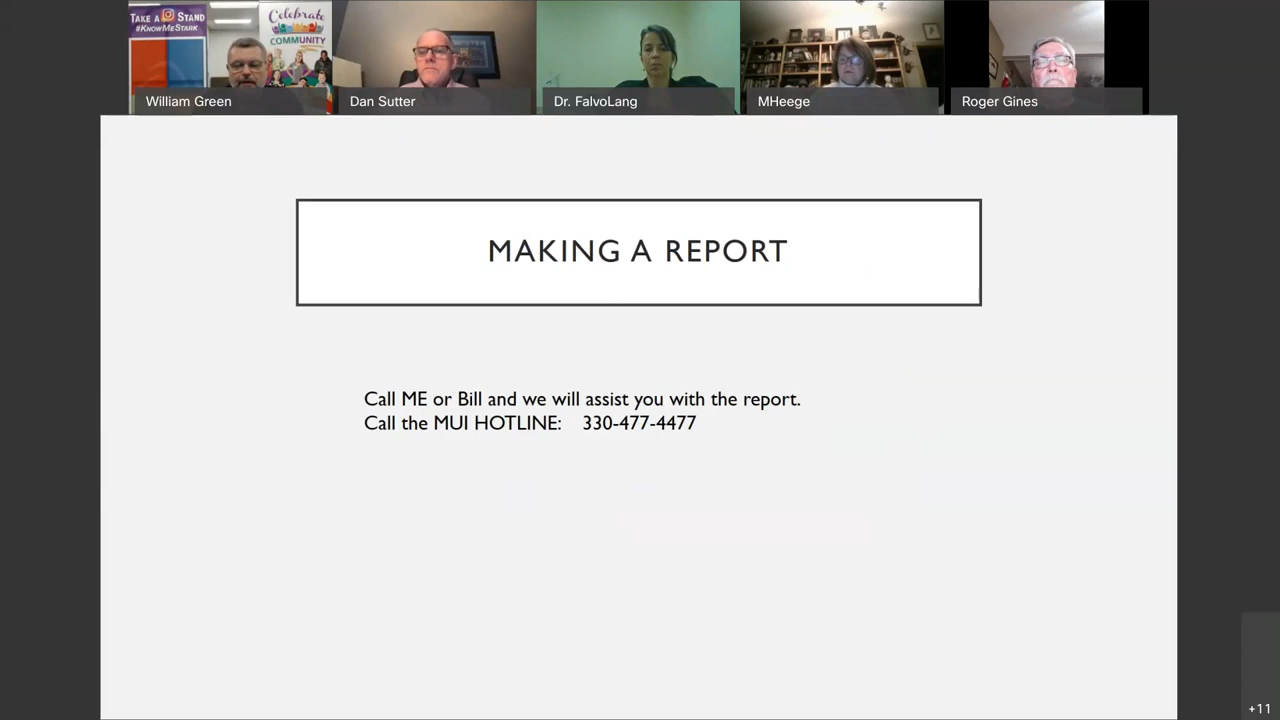 TAKE A STAND
#KNOWMESTARK
Celebrate
COMMUNITY
William Green
Dan Sutter
Dr. FalvoLang
MHeege
Roger Gines
MAKING A REPORT
Call ME or Bill and we will assist you with the report.
Call the MUI HOTLINE: 330-477-4477
+11